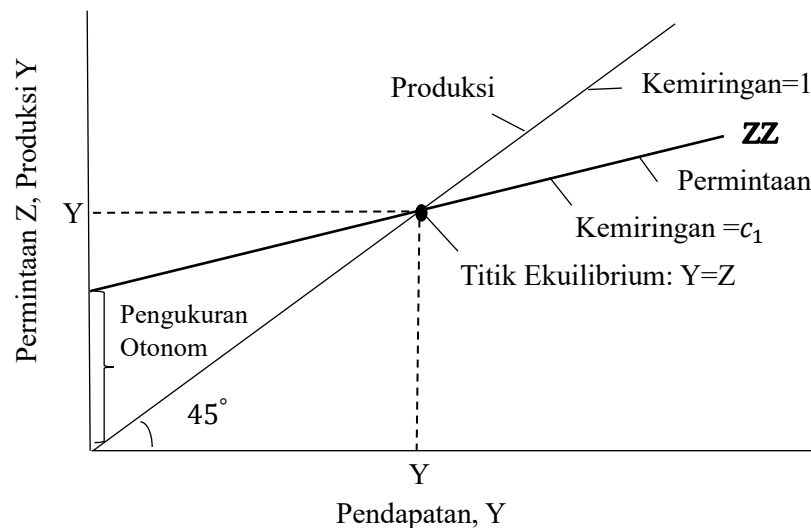 Permintaan Z, Produksi Y
Produksi
Kemiringan=1
ZZ
Permintaan
Y
Kemiringan =c₁
Titik Ekuilibrium: Y=Z
Pengukuran
Otonom
45°
Y
Pendapatan, Y